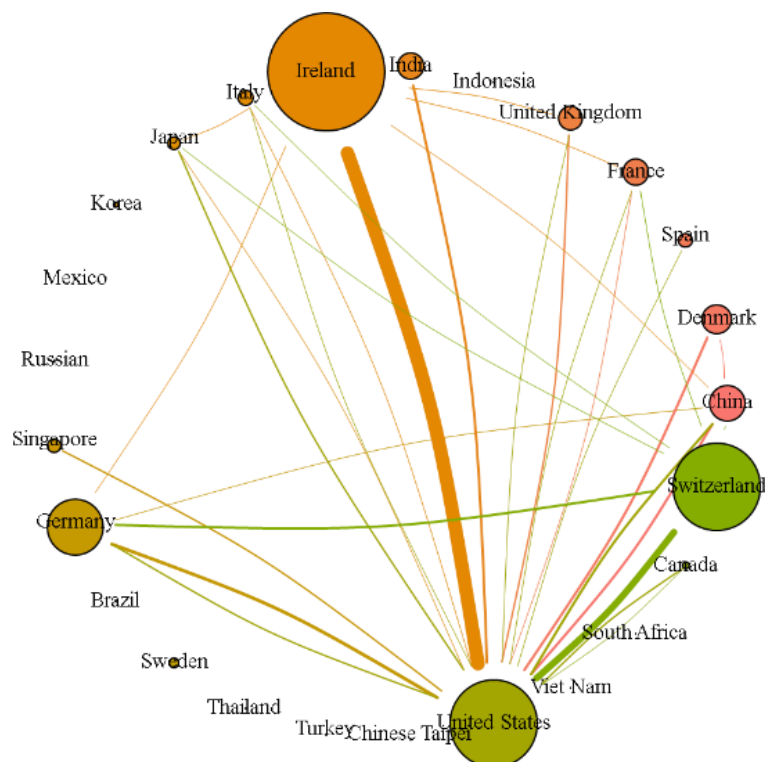 Ireland
India
Indonesia
Italy
United Kingdom
Japan
France
Korea
Spain
Mexico
Denmark
Russian
China
Singapore
Switzerland
Germany
Canada
Brazil
South Africa
Sweden
Viet Nam
Thailand
Turkey
Chinese Taipei
United States